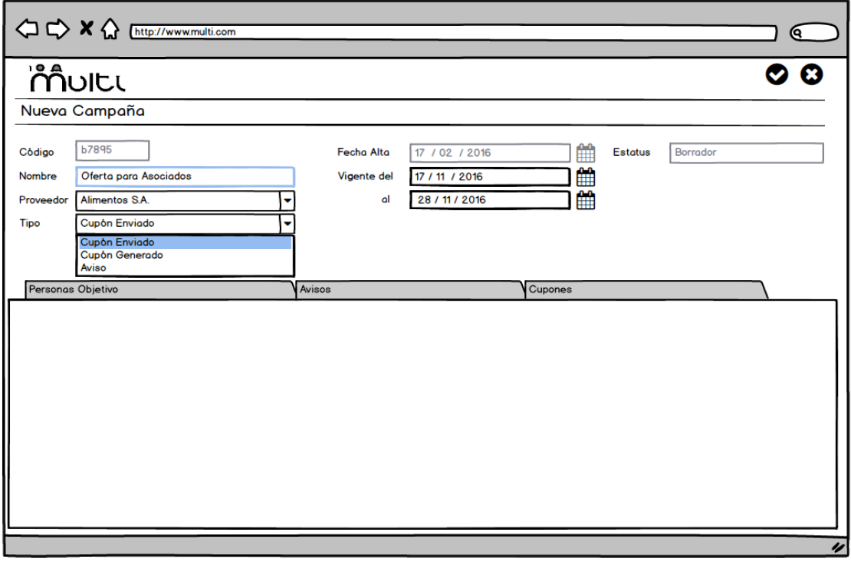 http://www.multi.com
Multi
Nueva Campaña
Código b7895 Fecha Alta 17 / 02 / 2016 Estatus Borrador
Nombre Oferta para Asociados Vigente del 17 / 11 / 2016
Proveedor Alimentos S.A. al 28 / 11 / 2016
Tipo Cupón Enviado
Cupón Enviado
Cupón Generado
Aviso
Personas Objetivo Avisos Cupones